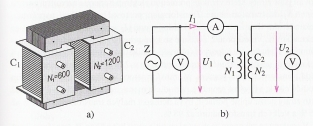 C₁
N₁=600
N₂=1200
C₂
a)
Z
V
I₁
A
U₁
C₁
N₁
C₂
N₂
U₂
V
b)